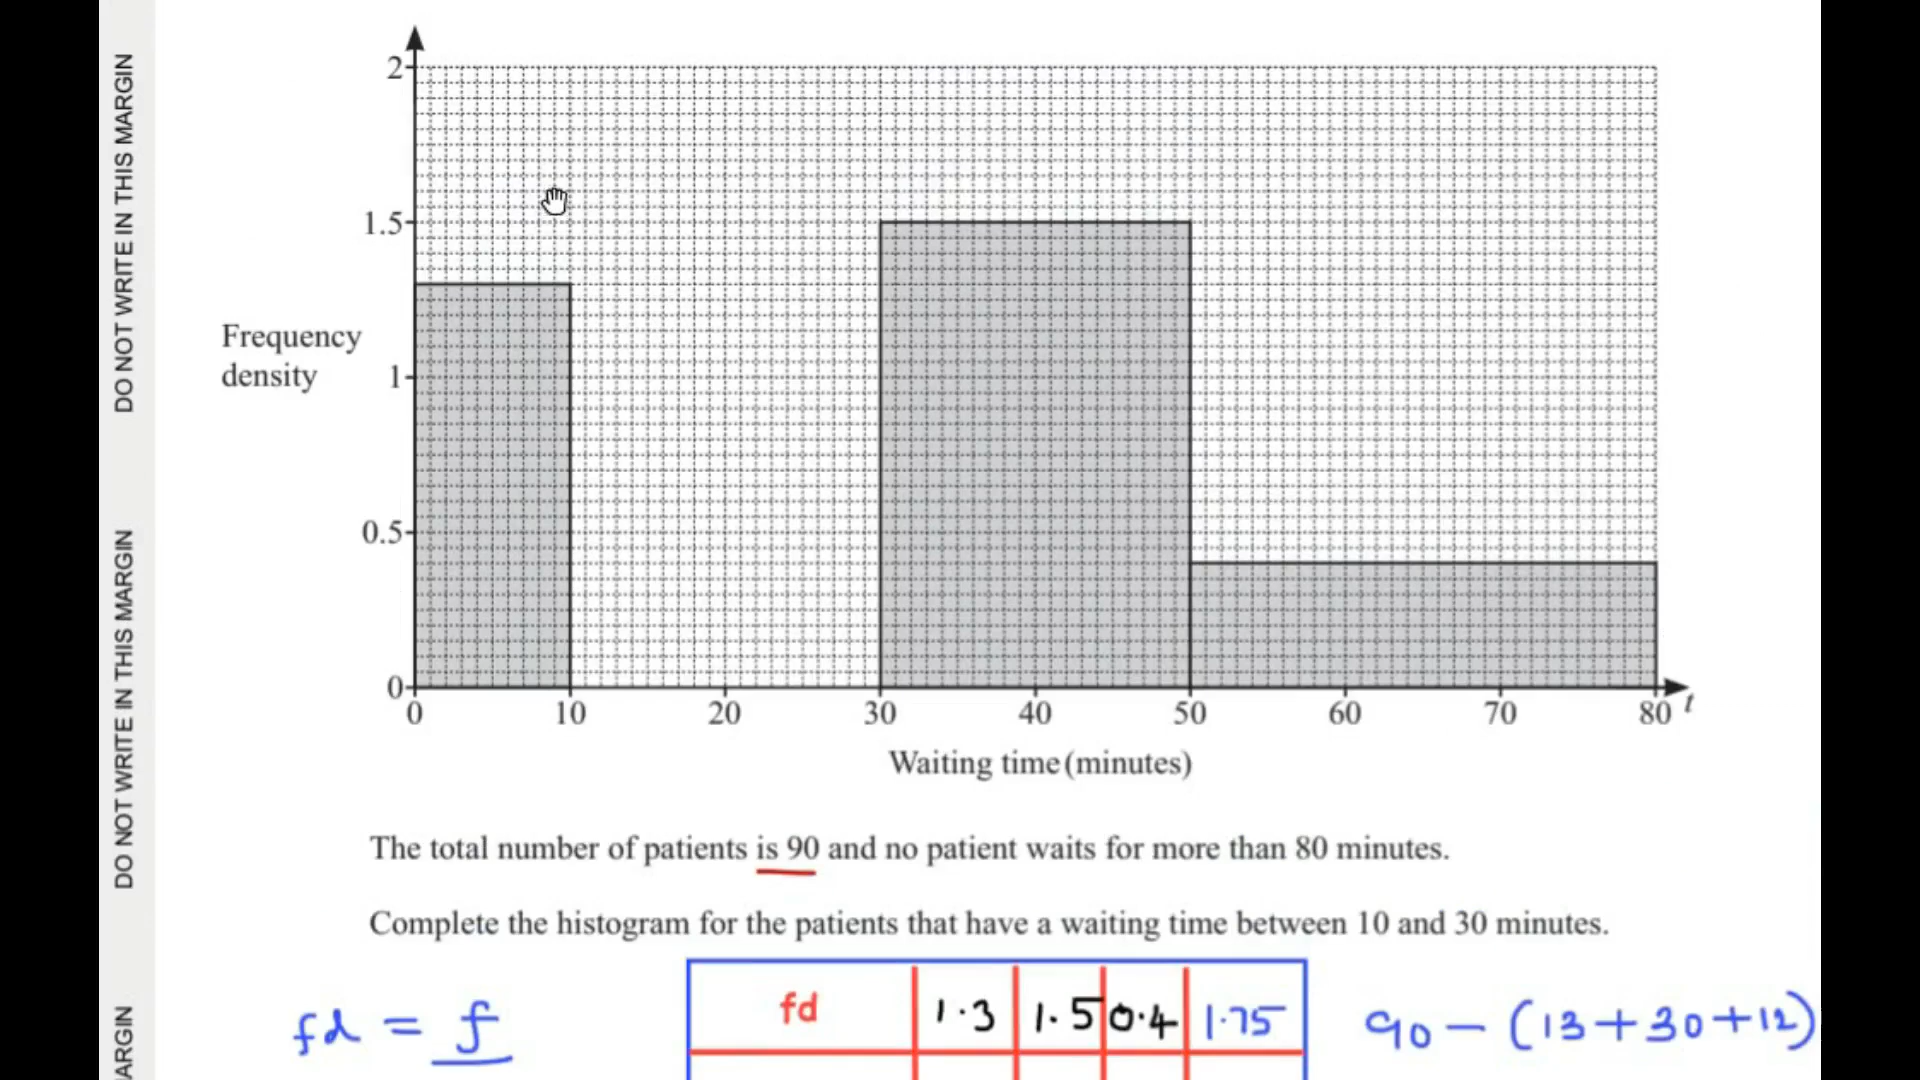 DO NOT WRITE IN THIS MARGIN
DO NOT WRITE IN THIS MARGIN
MARGIN
2
1.5
Frequency
density
1
0.5
0
0 10 20 30 40 50 60 70 80 t
Waiting time (minutes)
The total number of patients is 90 and no patient waits for more than 80 minutes.
Complete the histogram for the patients that have a waiting time between 10 and 30 minutes.
fd = f
fd 1.3 1.5 0.4 1.75
90 - (13+30+12)